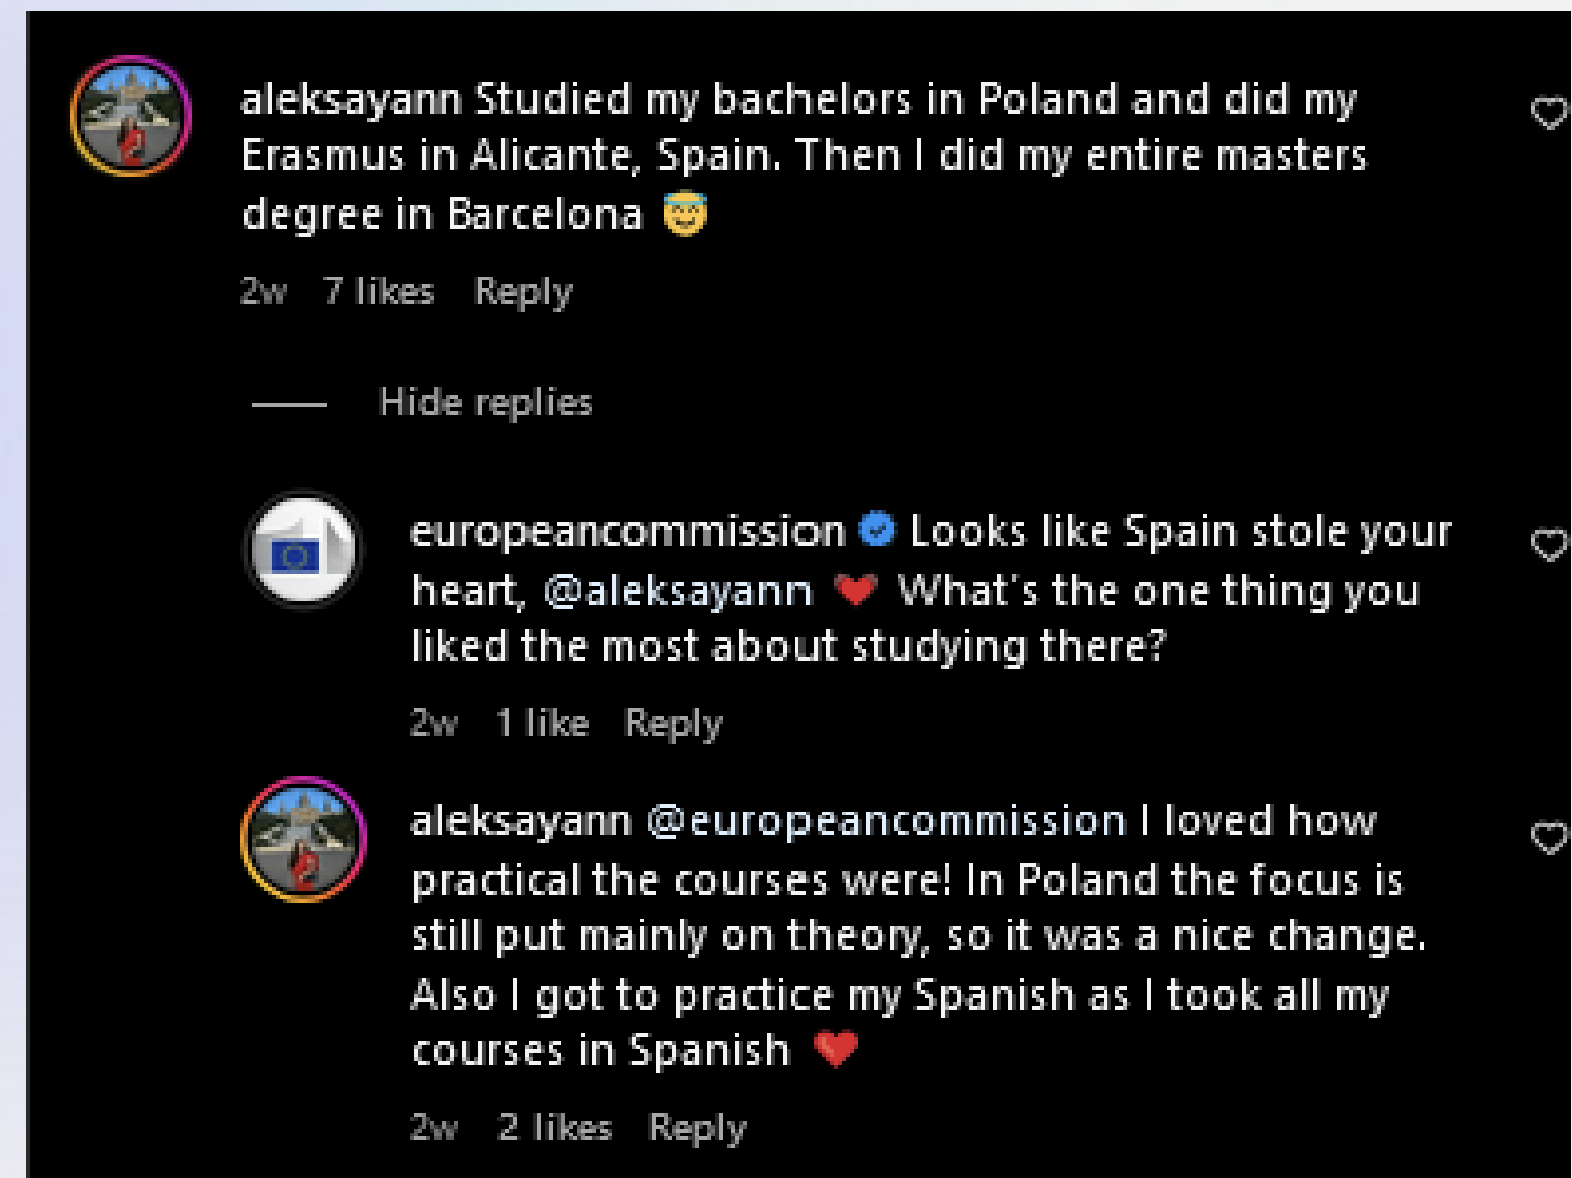 aleksayann Studied my bachelors in Poland and did my
Erasmus in Alicante, Spain. Then I did my entire masters
degree in Barcelona 😇
2w 7 likes Reply
Hide replies
europeancommission Looks like Spain stole your
heart, @aleksayann ❤️ What's the one thing you
liked the most about studying there?
2w 1 like Reply
aleksayann @europeancommission I loved how
practical the courses were! In Poland the focus is
still put mainly on theory, so it was a nice change.
Also I got to practice my Spanish as I took all my
courses in Spanish ❤️
2w 2 likes Reply